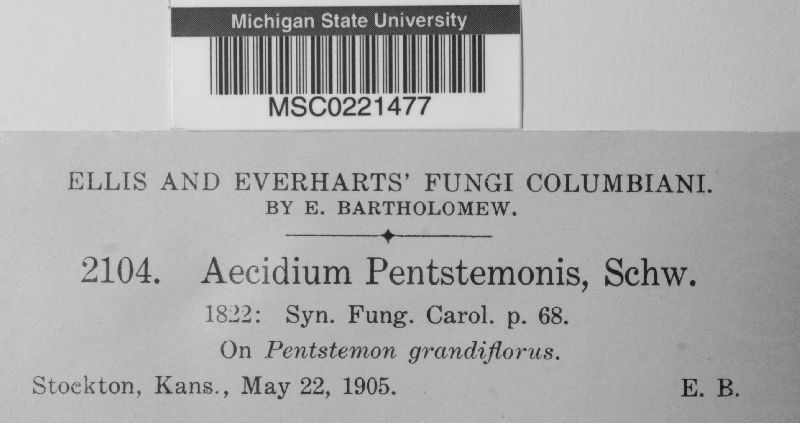 Michigan State University
MSC0221477
ELLIS AND EVERHARTS' FUNGI COLUMBIANI.
BY E. BARTHOLOMEW.
2104. Aecidium Pentstemonis, Schw.
1822: Syn. Fung. Carol. p. 68.
On Pentstemon grandiflorus.
Stockton, Kans., May 22, 1905. E. B.